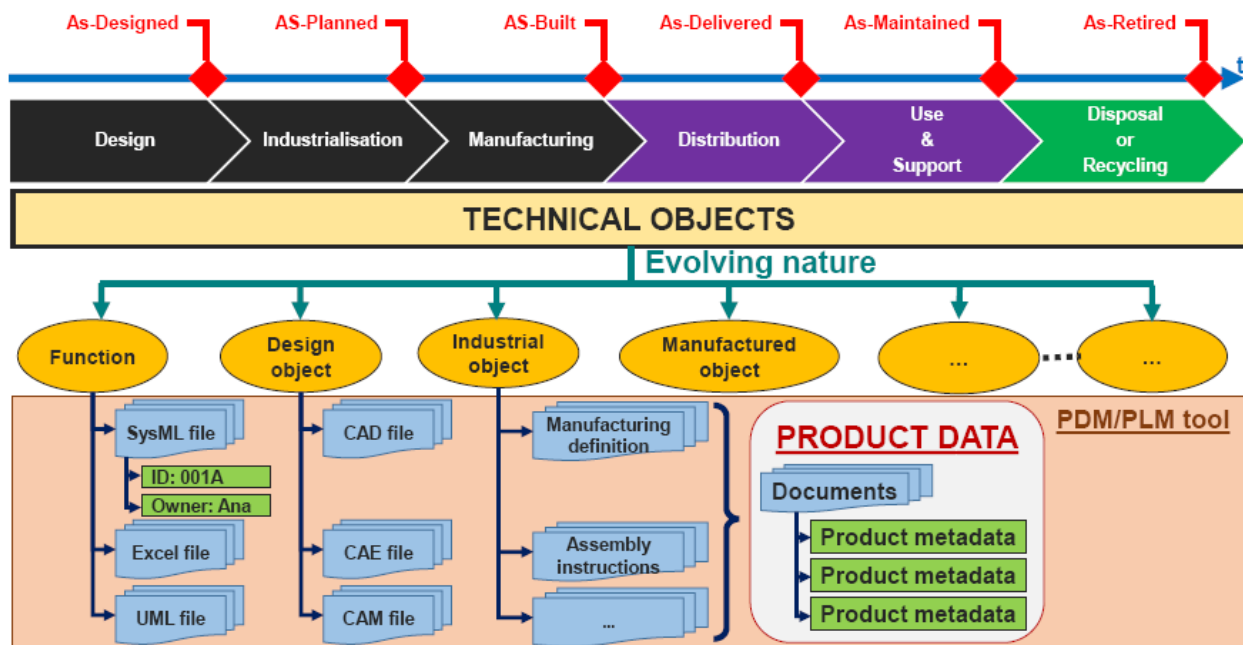 As-Designed
AS-Planned
AS-Built
As-Delivered
As-Maintained
As-Retired
t
Design
Industrialisation
Manufacturing
Distribution
Use
&
Support
Disposal
or
Recycling
TECHNICAL OBJECTS
Evolving nature
Function
Design
object
Industrial
object
Manufactured
object
...
...
PDM/PLM tool
SysML file
ID: 001A
Owner: Ana
Excel file
UML file
CAD file
CAE file
CAM file
Manufacturing
definition
Assembly
instructions
...
PRODUCT DATA
Documents
Product metadata
Product metadata
Product metadata